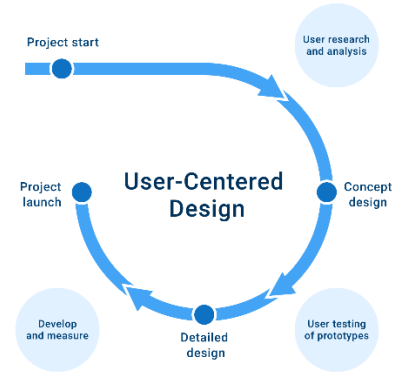 Project start
User research
and analysis
User-Centered
Design
Project
launch
Concept
design
Develop
and measure
Detailed
design
User testing
of prototypes